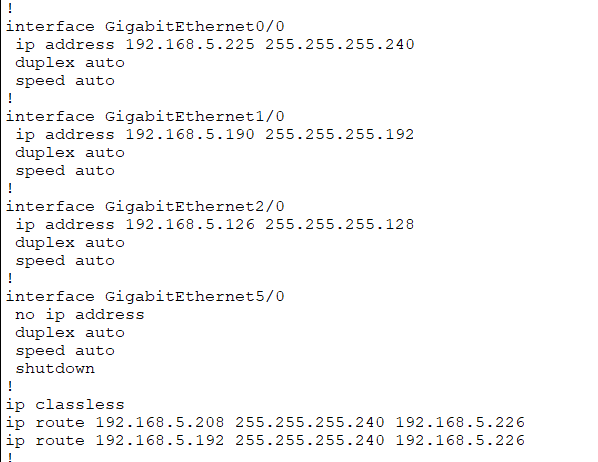 !
interface GigabitEthernet0/0
 ip address 192.168.5.225 255.255.255.240
 duplex auto
 speed auto
!
interface GigabitEthernet1/0
 ip address 192.168.5.190 255.255.255.192
 duplex auto
 speed auto
!
interface GigabitEthernet2/0
 ip address 192.168.5.126 255.255.255.128
 duplex auto
 speed auto
!
interface GigabitEthernet5/0
 no ip address
 duplex auto
 speed auto
 shutdown
!
ip classless
ip route 192.168.5.208 255.255.255.240 192.168.5.226
ip route 192.168.5.192 255.255.255.240 192.168.5.226
!